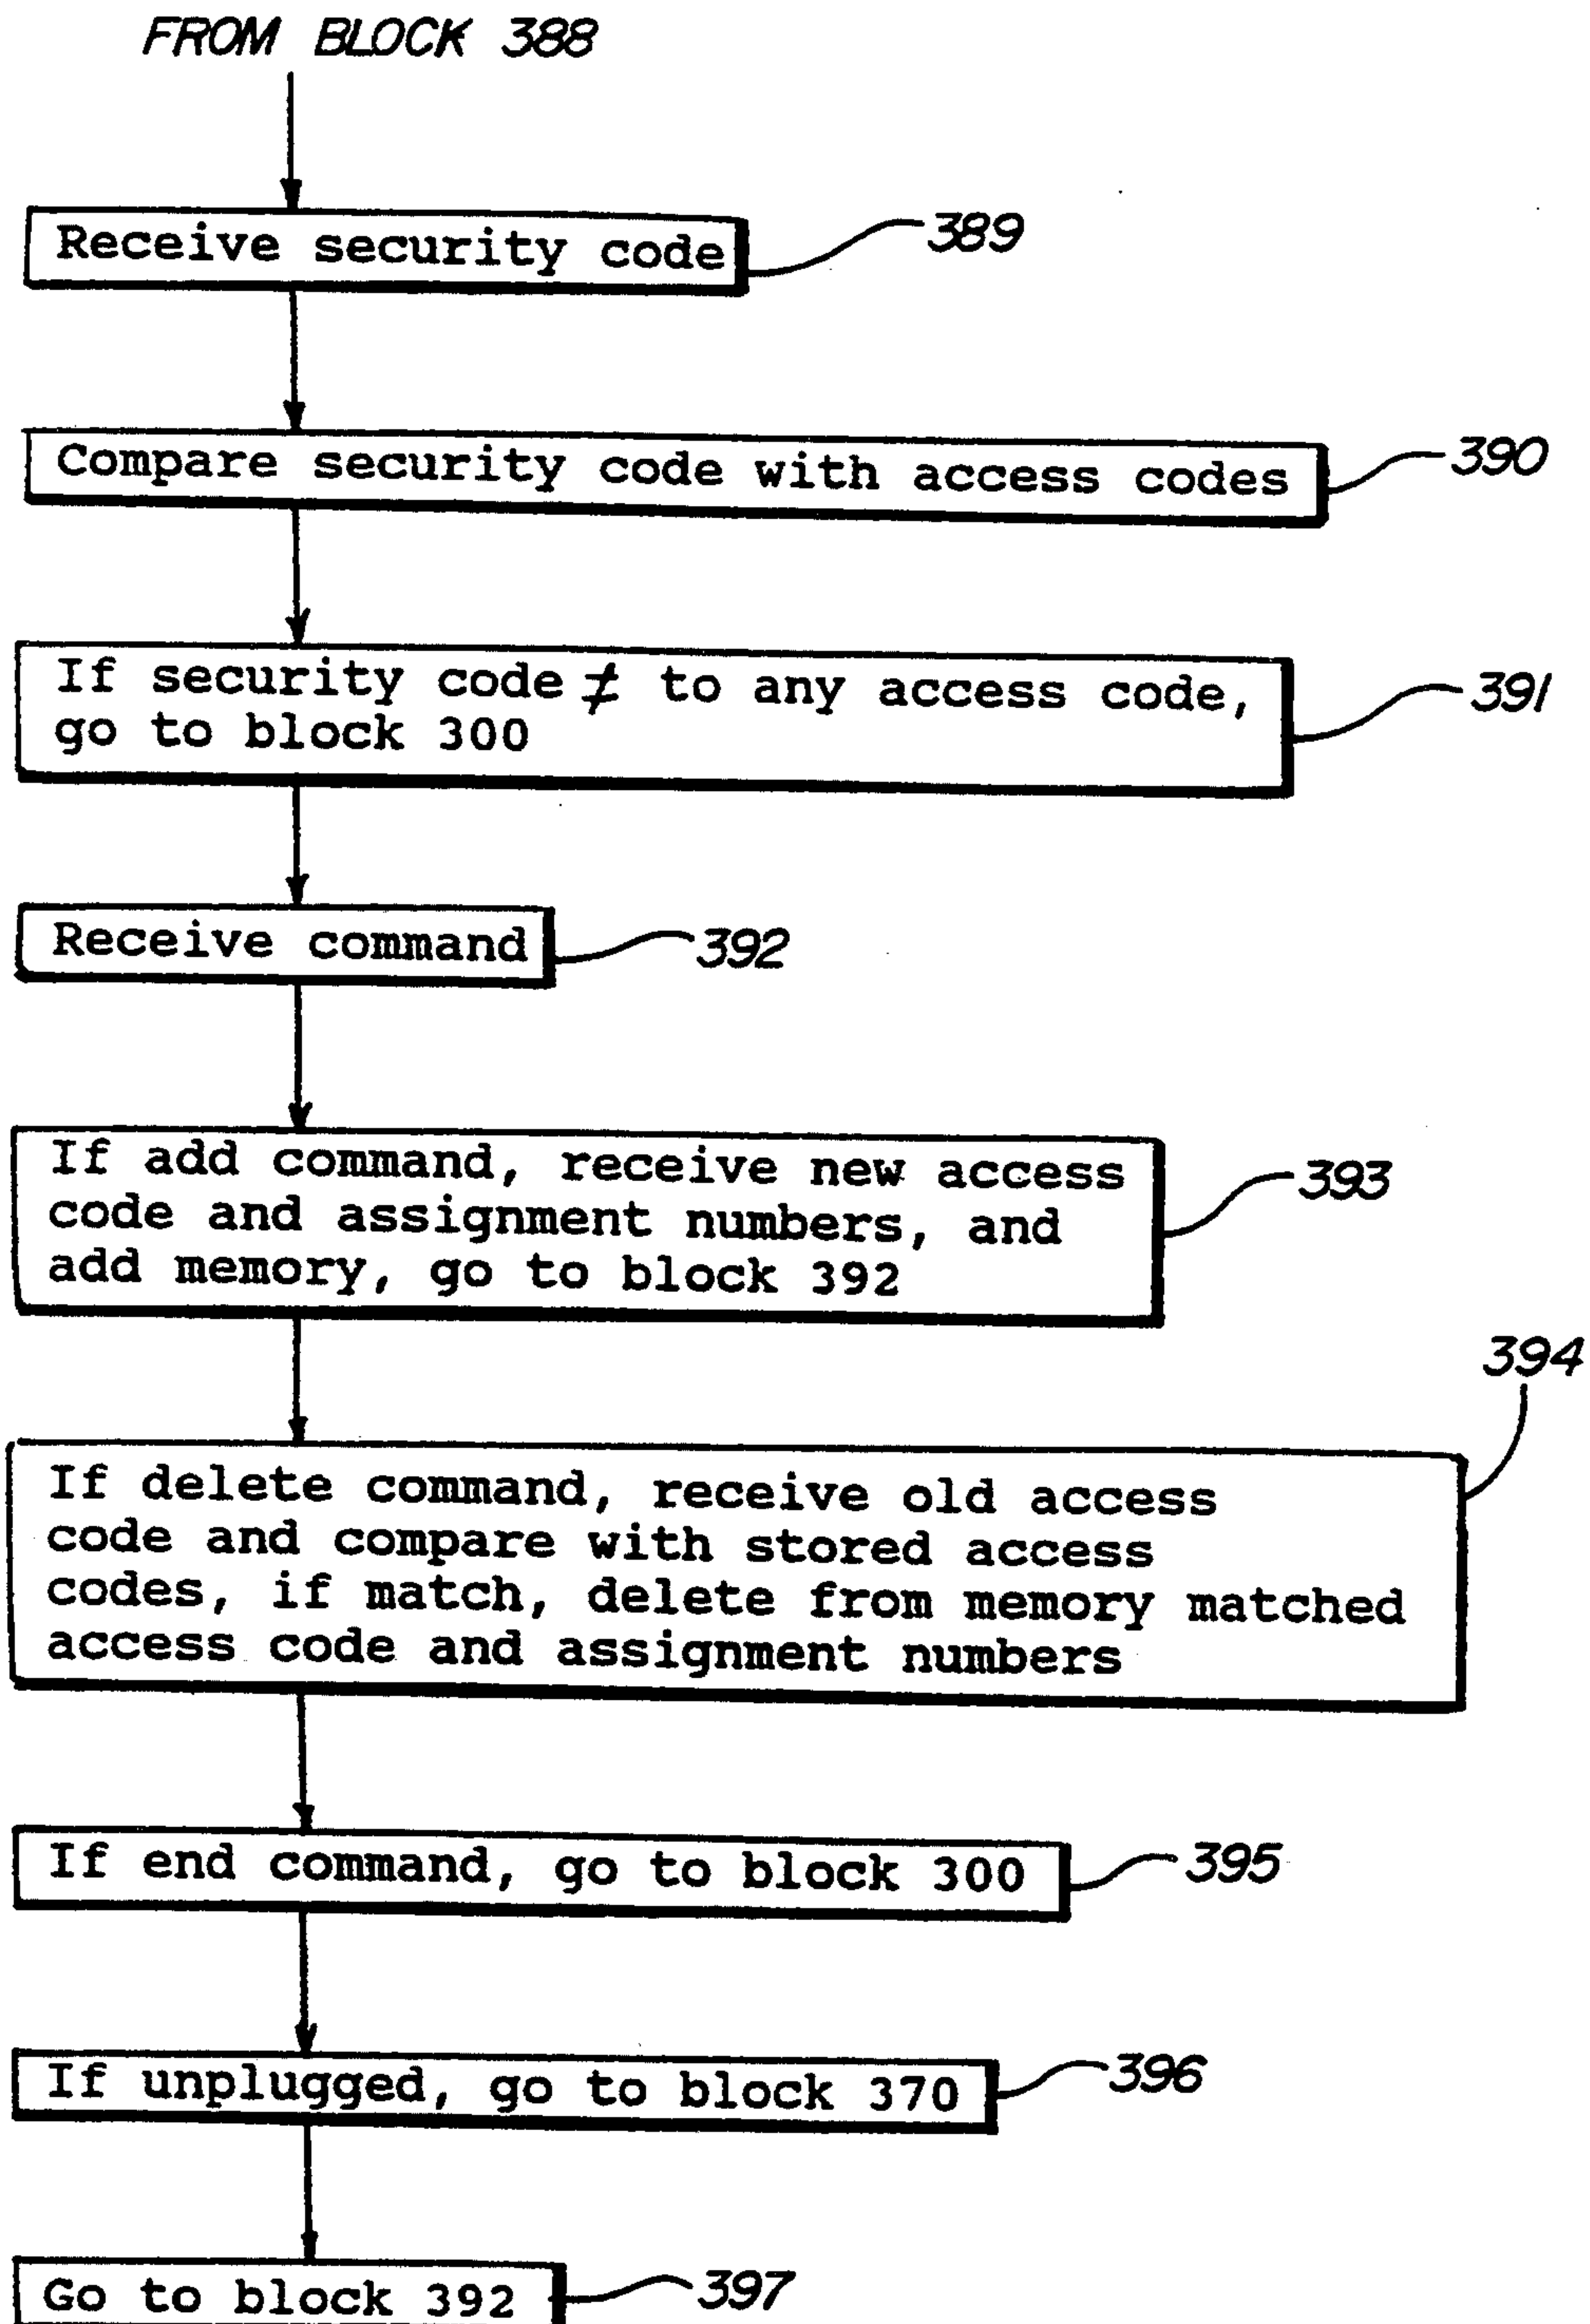 FROM BLOCK 388
Receive security code
389
Compare security code with access codes
390
If security code ≠ to any access code,
go to block 300
391
Receive command
392
If add command, receive new access
code and assignment numbers, and
add memory, go to block 392
393
394
If delete command, receive old access
code and compare with stored access
codes, if match, delete from memory matched
access code and assignment numbers
If end command, go to block 300
395
If unplugged, go to block 370
396
Go to block 392
397